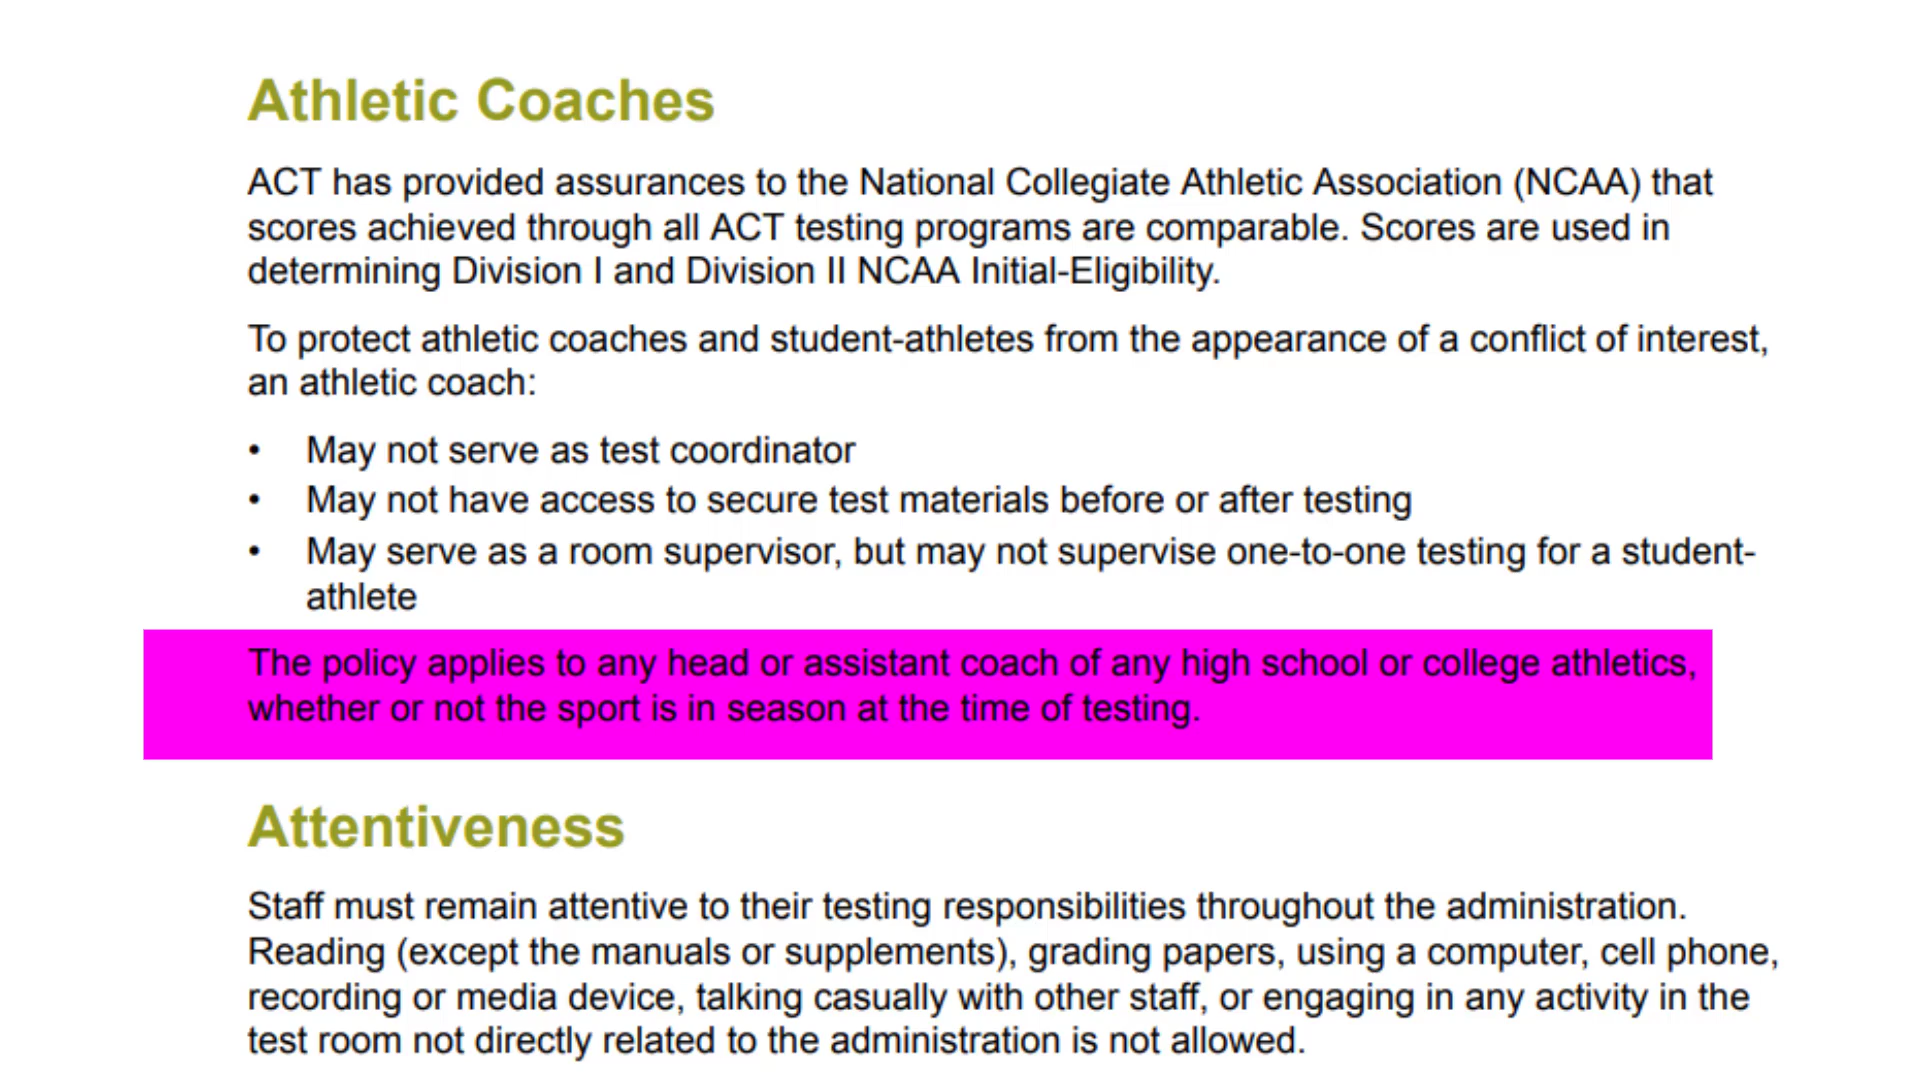 Athletic Coaches
ACT has provided assurances to the National Collegiate Athletic Association (NCAA) that
scores achieved through all ACT testing programs are comparable. Scores are used in
determining Division I and Division II NCAA Initial-Eligibility.
To protect athletic coaches and student-athletes from the appearance of a conflict of interest,
an athletic coach:
• May not serve as test coordinator
• May not have access to secure test materials before or after testing
• May serve as a room supervisor, but may not supervise one-to-one testing for a student-
athlete
The policy applies to any head or assistant coach of any high school or college athletics,
whether or not the sport is in season at the time of testing.
Attentiveness
Staff must remain attentive to their testing responsibilities throughout the administration.
Reading (except the manuals or supplements), grading papers, using a computer, cell phone,
recording or media device, talking casually with other staff, or engaging in any activity in the
test room not directly related to the administration is not allowed.